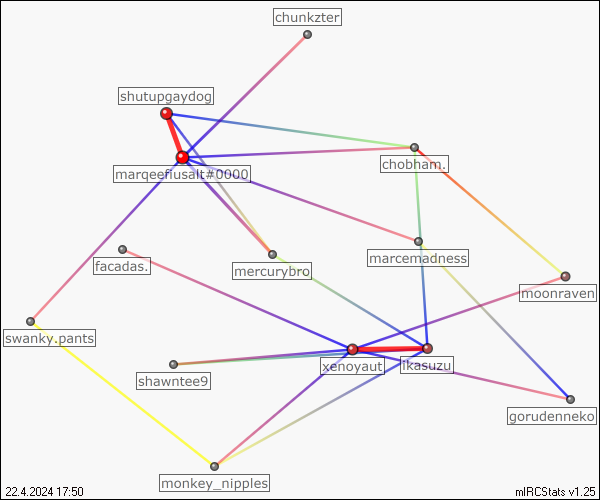 chunkzter
shutupgaydog
marqeefiusalt#0000
chobham.
facadas.
mercurybro
marcemadness
moonraven
swanky.pants
shawntee9
xenoyaut
ikasuzu
gorudenneko
monkey_nipples
22.4.2024 17:50
mIRCStats v1.25